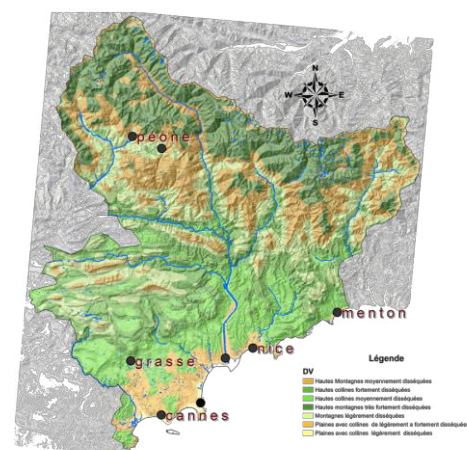 N
W E
S
peone
menton
nice
grasse
cannes
Légende
DV
Hautes Montagnes moyennement disséquées
Hautes collines fortement disséquées
Hautes collines moyennement disséquées
Hautes montagnes très fortement disséquées
Montagnes légèrement disséquées
Plaines avec collines de légèrement a fortement disséquées
Plaines avec collines légèrement disséquées